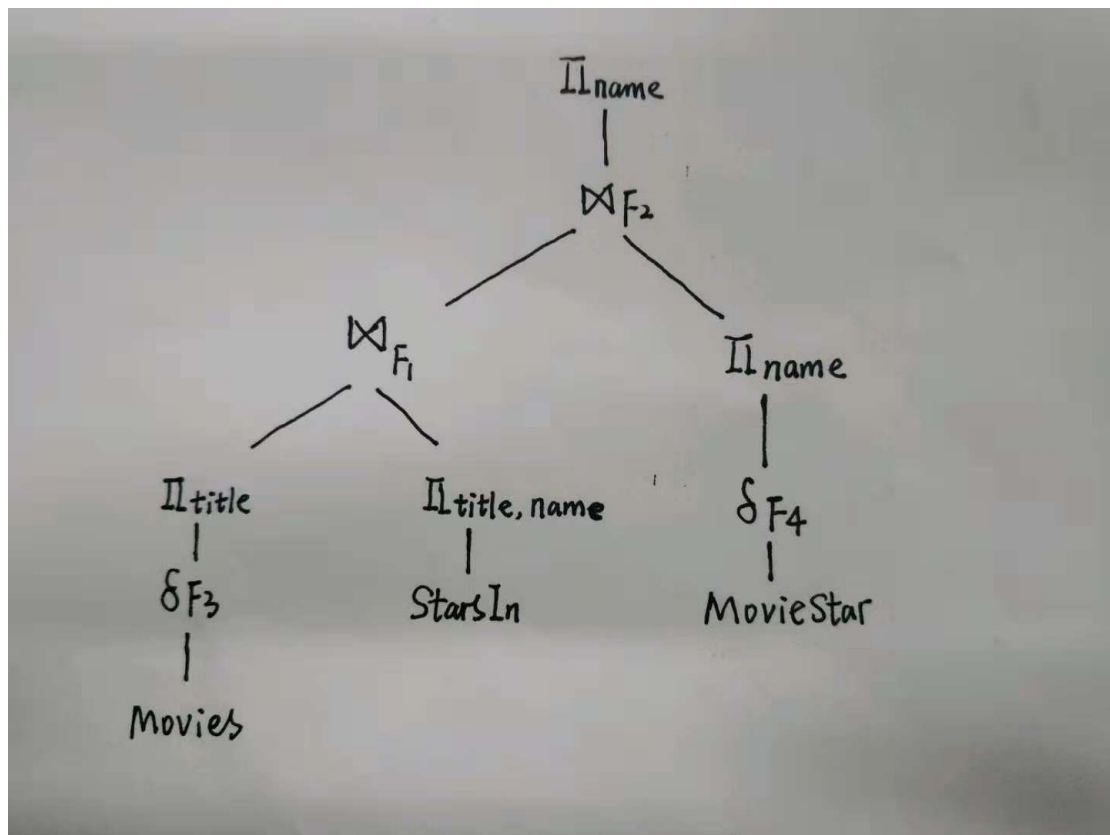 Πname
⋈F2
⋈F1
Πname
Πtitle
Πtitle, name
δF4
δF3
StarsIn
MovieStar
Movies